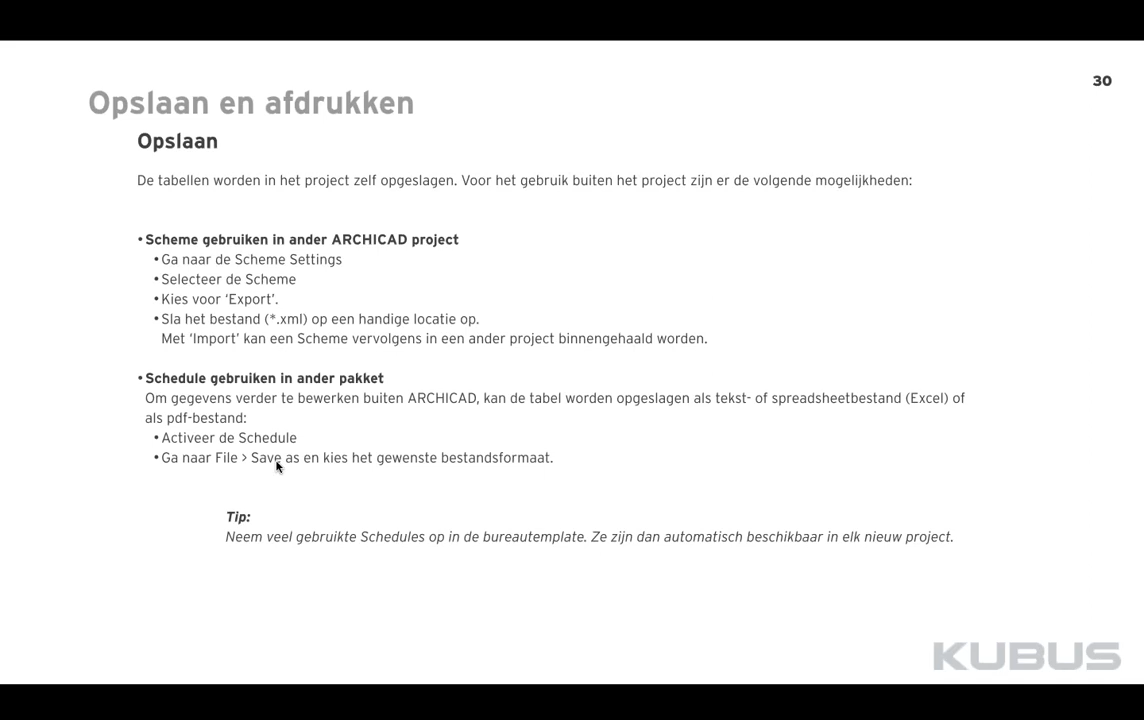 30
Opslaan en afdrukken
Opslaan
De tabellen worden in het project zelf opgeslagen. Voor het gebruik buiten het project zijn er de volgende mogelijkheden:
• Scheme gebruiken in ander ARCHICAD project
• Ga naar de Scheme Settings
• Selecteer de Scheme
• Kies voor ‘Export’.
• Sla het bestand (*.xml) op een handige locatie op.
Met ‘Import’ kan een Scheme vervolgens in een ander project binnengehaald worden.
• Schedule gebruiken in ander pakket
Om gegevens verder te bewerken buiten ARCHICAD, kan de tabel worden opgeslagen als tekst- of spreadsheetbestand (Excel) of
als pdf-bestand:
• Activeer de Schedule
• Ga naar File > Save as en kies het gewenste bestandsformaat.
Tip:
Neem veel gebruikte Schedules op in de bureautemplate. Ze zijn dan automatisch beschikbaar in elk nieuw project.
KUBUS